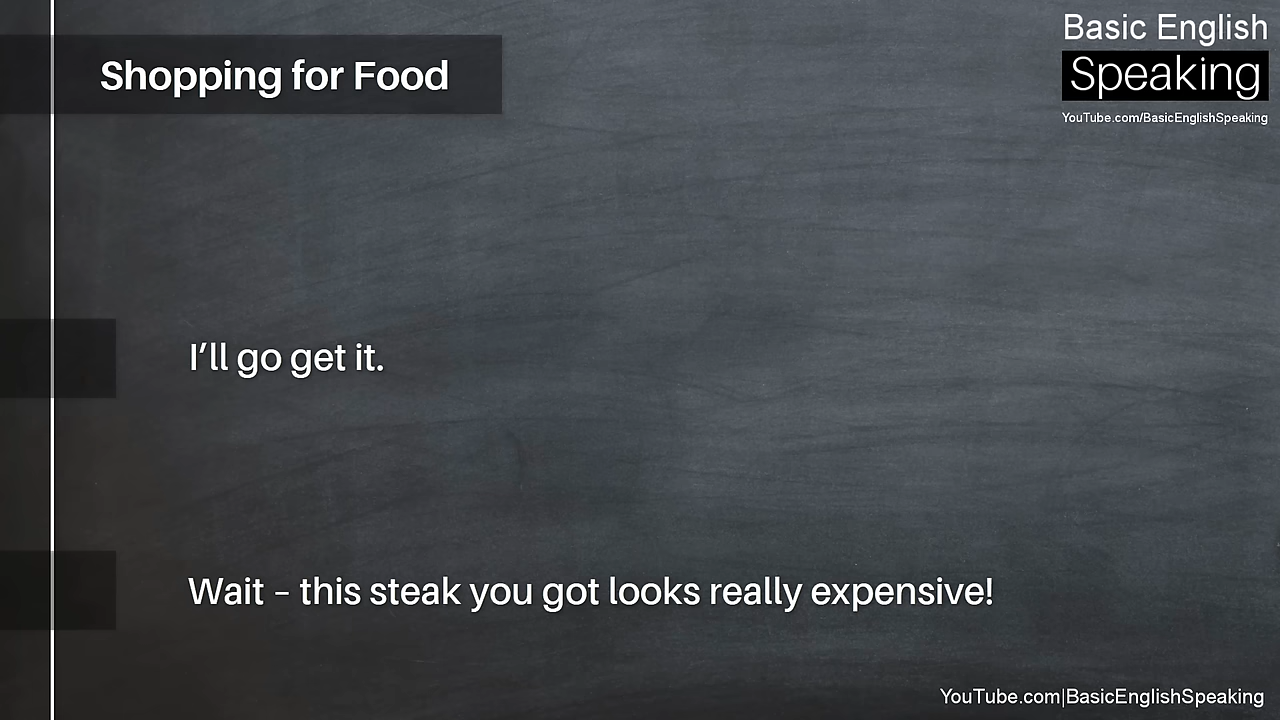 Basic English
Shopping for Food
Speaking
YouTube.com/BasicEnglishSpeaking
I’ll go get it.
Wait – this steak you got looks really expensive!
YouTube.com|BasicEnglishSpeaking